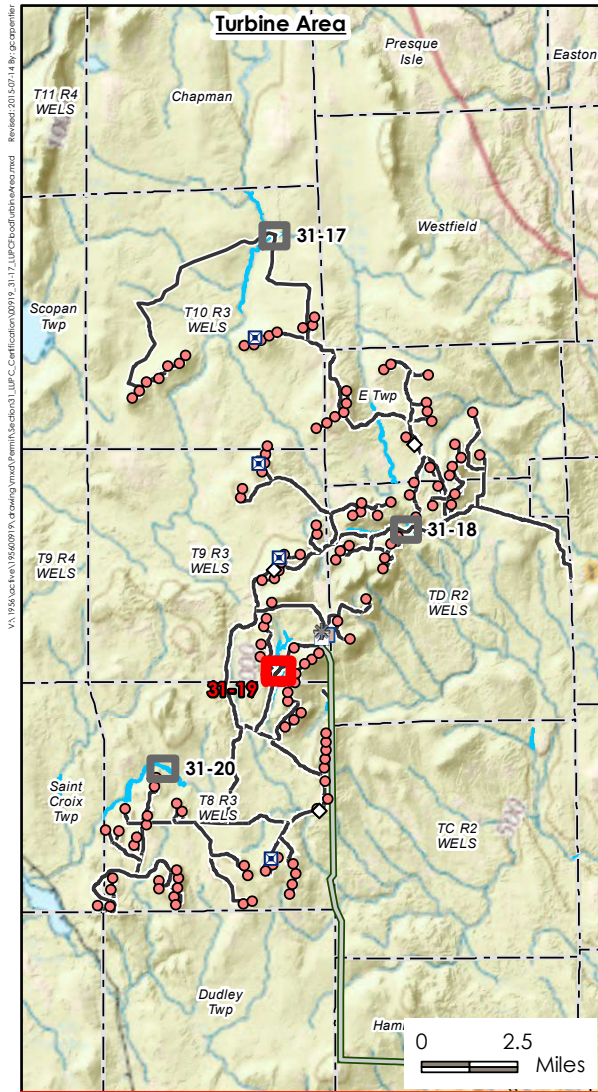 Turbine Area
Presque
Isle
Easton
T11 R4
WELS
Chapman
Westfield
31-17
Scopan
Twp
T10 R3
WELS
E Twp
31-18
T9 R4
WELS
T9 R3
WELS
TD R2
WELS
31-19
31-20
Saint
Croix
Twp
T8 R3
WELS
TC R2
WELS
Dudley
Twp
0 2.5
Miles